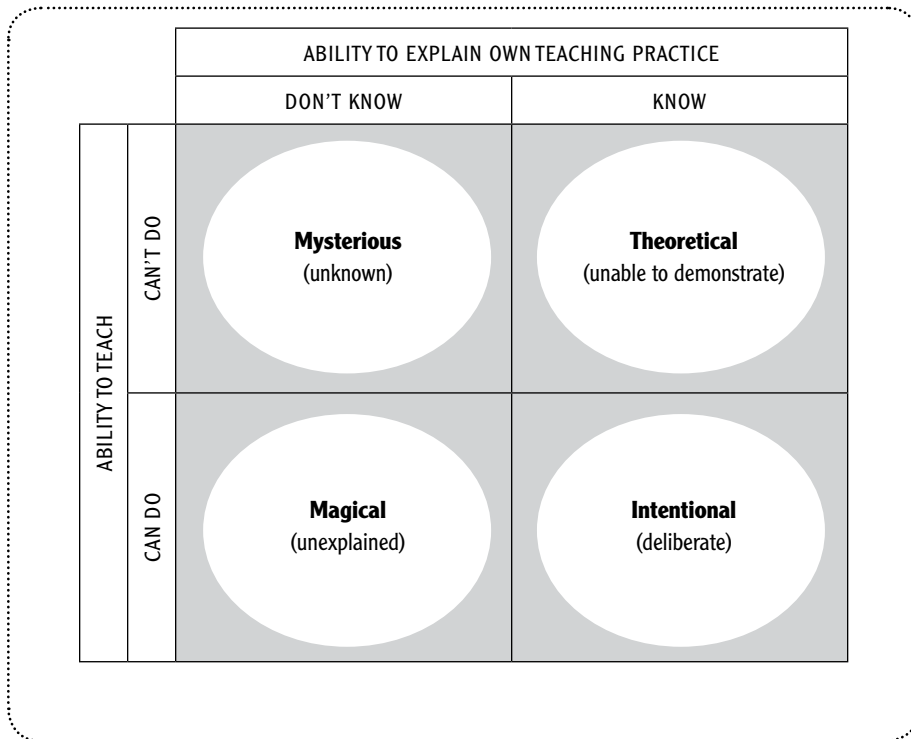 ABILITY TO EXPLAIN OWN TEACHING PRACTICE
DON'T KNOW
KNOW
ABILITY TO TEACH
CAN'T DO
Mysterious
(unknown)
Theoretical
(unable to demonstrate)
CAN DO
Magical
(unexplained)
Intentional
(deliberate)